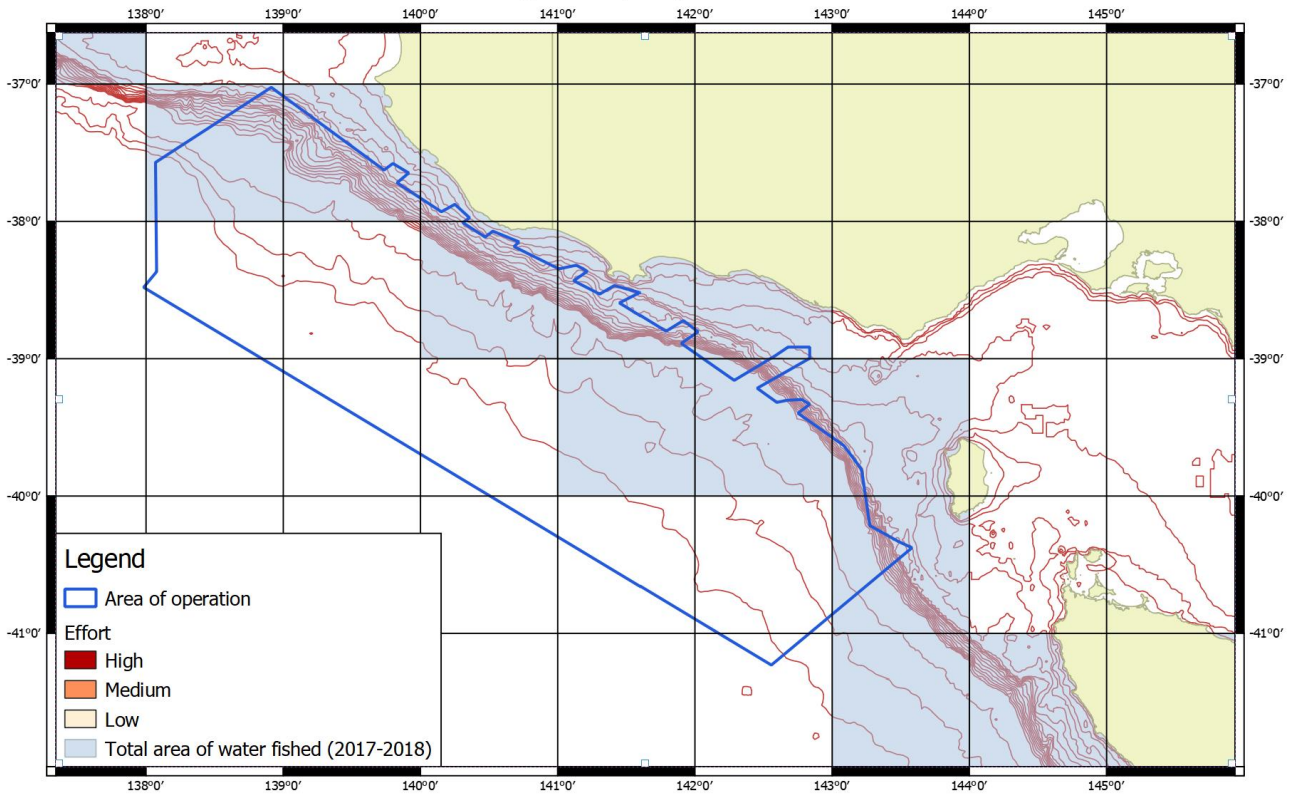 138°0′ 139°0′ 140°0′ 141°0′ 142°0′ 143°0′ 144°0′ 145°0′
-37°0′ -37°0′
-38°0′ -38°0′
-39°0′ -39°0′
-40°0′ -40°0′
-41°0′ -41°0′
Legend
Area of operation
Effort
High
Medium
Low
Total area of water fished (2017-2018)
138°0′ 139°0′ 140°0′ 141°0′ 142°0′ 143°0′ 144°0′ 145°0′